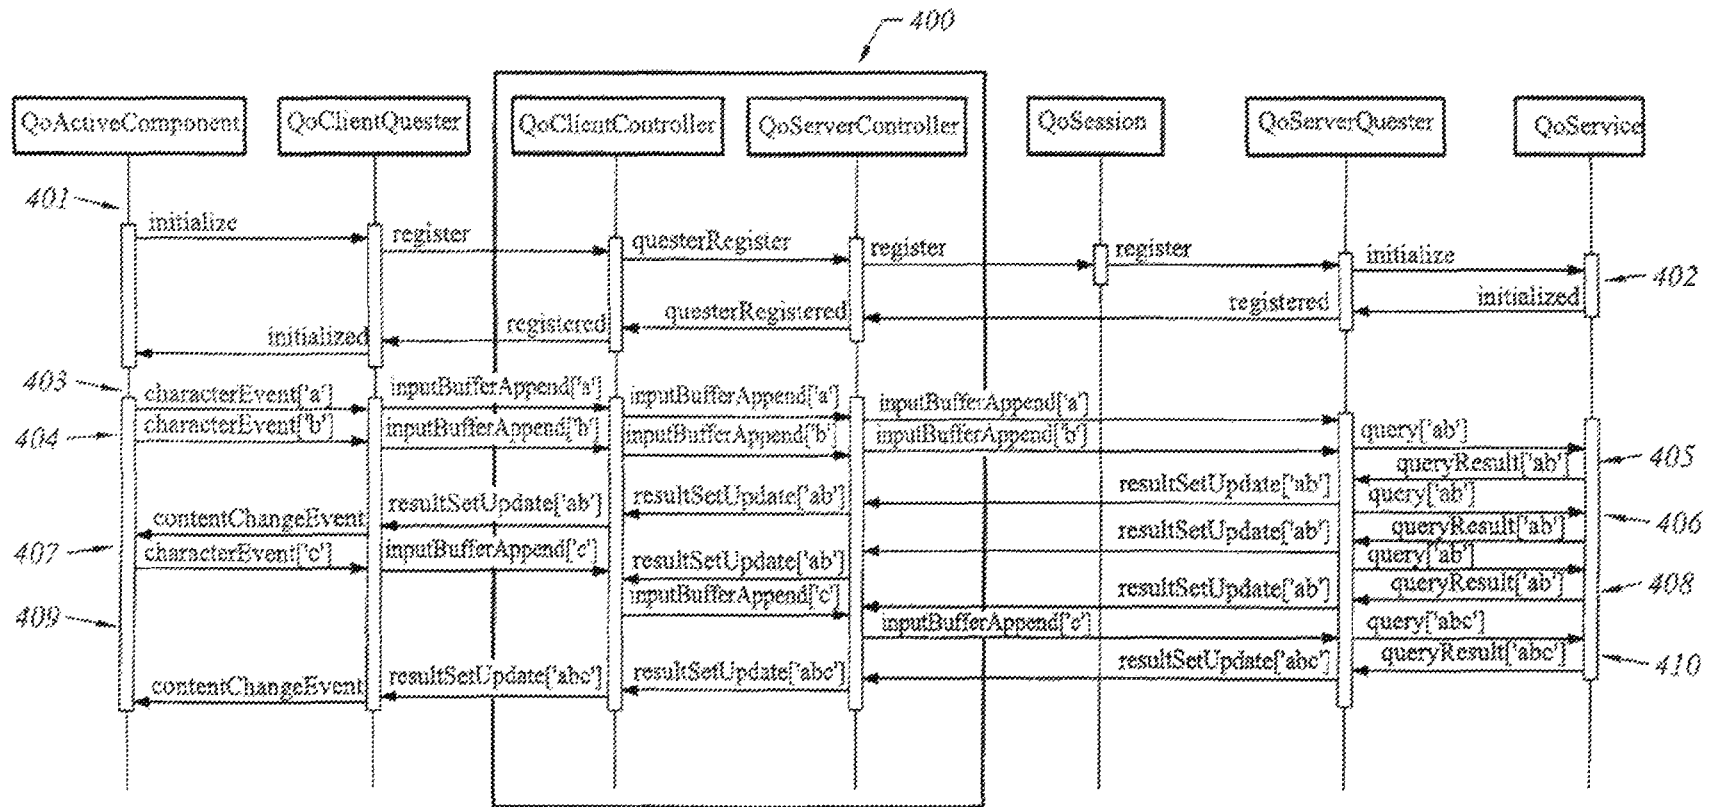 400
QoActiveComponent
QoClientQuester
QoClientController
QoServerController
QoSession
QoServerQuester
QoService
401
initialize
register
questerRegister
register
register
initialize
402
initialized
registered
questerRegistered
registered
initialized
403
characterEvent['a']
inputBufferAppend['a']
inputBufferAppend['a']
inputBufferAppend['a']
404
characterEvent['b']
inputBufferAppend['b']
inputBufferAppend['b']
inputBufferAppend['b']
query['ab']
405
queryResult['ab']
resultSetUpdate['ab']
resultSetUpdate['ab']
resultSetUpdate['ab']
contentChangeEvent
query['ab']
406
queryResult['ab']
resultSetUpdate['ab']
407
characterEvent['c']
inputBufferAppend['c']
resultSetUpdate['ab']
query['ab']
queryResult['ab']
408
resultSetUpdate['ab']
inputBufferAppend['c']
409
inputBufferAppend['c']
query['abc']
queryResult['abc']
410
resultSetUpdate['abc']
resultSetUpdate['abc']
resultSetUpdate['abc']
contentChangeEvent